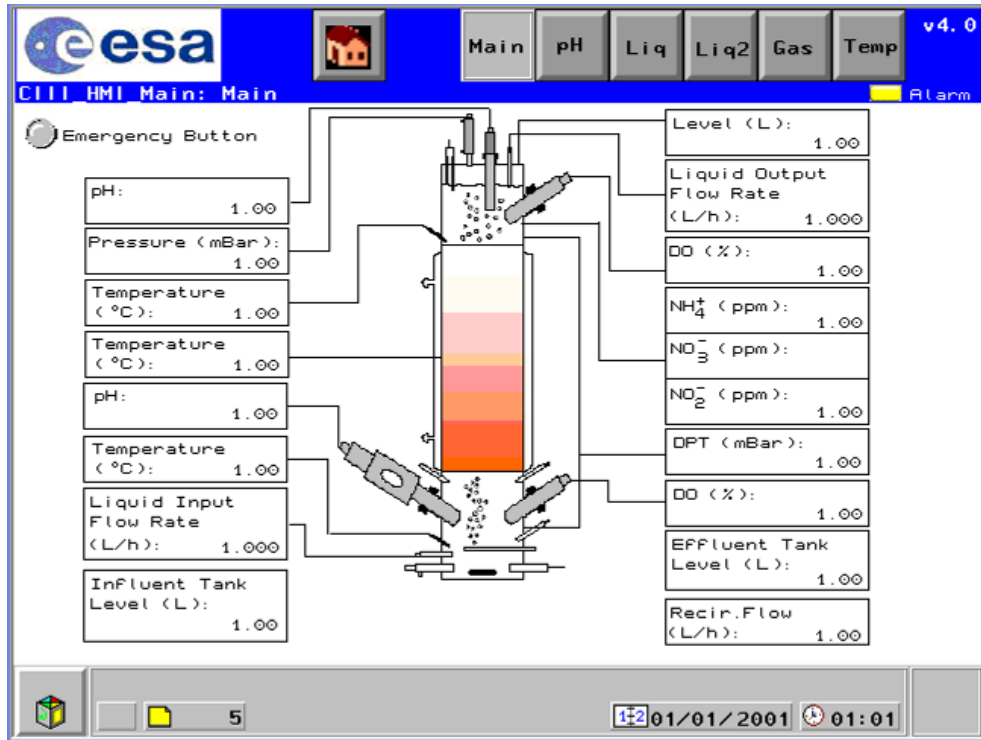 esa
Main pH Liq Liq2 Gas Temp v4.0
CIII_HMI_Main: Main
Alarm
Emergency Button
pH:
1.00
Pressure (mBar):
1.00
Temperature
(°C): 1.00
Temperature
(°C): 1.00
pH:
1.00
Temperature
(°C): 1.00
Liquid Input
Flow Rate
(L/h): 1.000
Influent Tank
Level (L):
1.00
Level (L):
1.00
Liquid Output
Flow Rate
(L/h): 1.000
DO (%):
1.00
NH₄⁺ (ppm):
1.00
NO₃⁻ (ppm):
NO₂⁻ (ppm):
1.00
DPT (mBar):
1.00
DO (%):
1.00
Effluent Tank
Level (L):
1.00
Recir.Flow
(L/h): 1.00
5
1 2 01/01/2001 01:01